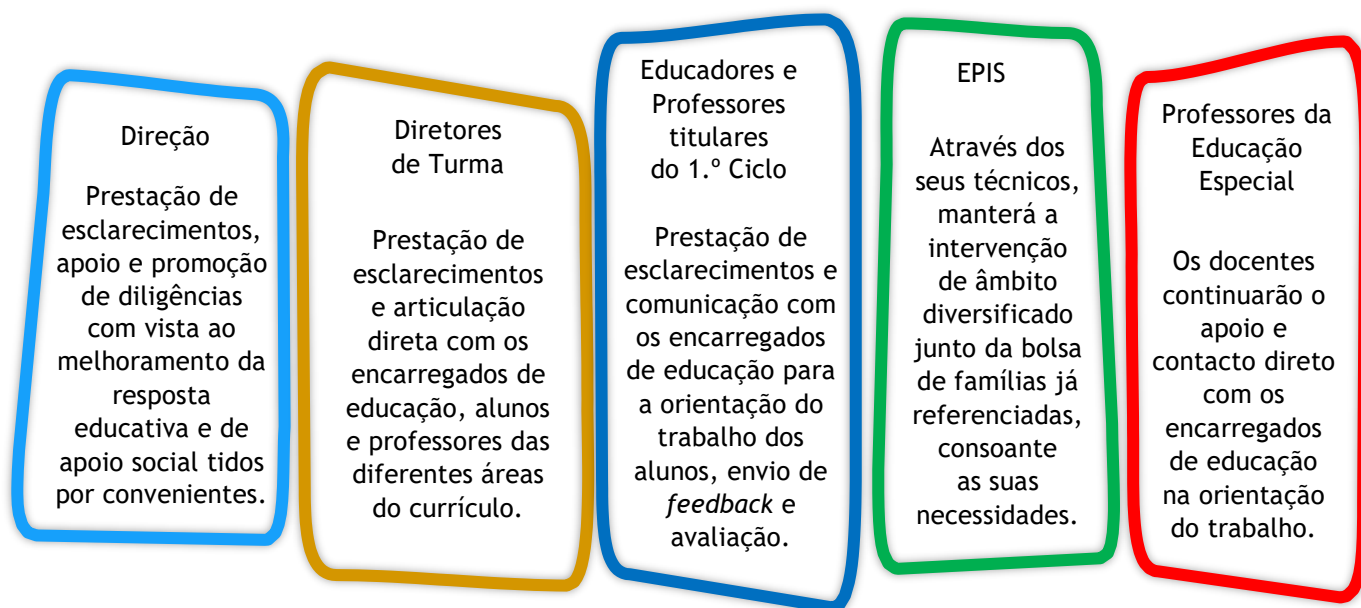 Direção
Prestação de
esclarecimentos,
apoio e promoção
de diligências
com vista ao
melhoramento da
resposta
educativa e de
apoio social tidos
por convenientes.
Diretores
de Turma
Prestação de
esclarecimentos
e articulação
direta com os
encarregados de
educação, alunos
e professores das
diferentes áreas
do currículo.
Educadores e
Professores
titulares
do 1.º Ciclo
Prestação de
esclarecimentos e
comunicação com
os encarregados
de educação para
a orientação do
trabalho dos
alunos, envio de
feedback e
avaliação.
EPIS
Através dos
seus técnicos,
manterá a
intervenção
de âmbito
diversificado
junto da bolsa
de famílias já
referenciadas,
consoante
as suas
necessidades.
Professores da
Educação
Especial
Os docentes
continuarão o
apoio e
contacto direto
com os
encarregados
de educação
na orientação
do trabalho.